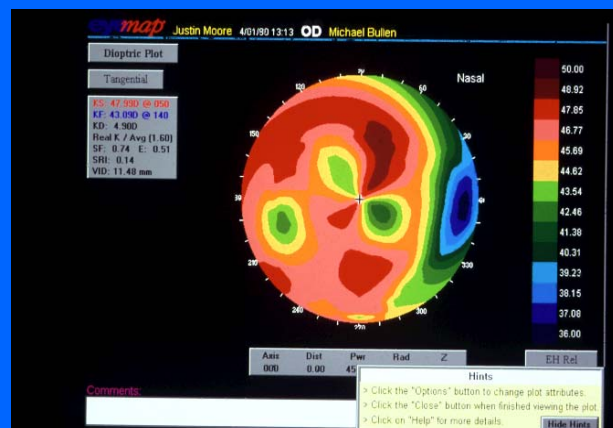 eyemap Justin Moore 4/01/90 13:13 OD Michael Bullen
Dioptric Plot
Tangential
KS: 47.99D @ 050
KF: 43.09D @ 140
KD: 4.90D
Real K / Avg (1.60)
SF: 0.74 E: 0.51
SRI: 0.14
VID: 11.48 mm
Nasal
120
60
150
210
330
240
300
270
50.00
48.92
47.85
46.77
45.69
44.62
43.54
42.46
41.38
40.31
39.23
38.15
37.08
36.00
Axis Dist Pwr Rad Z
000 0.00 45
EH Rel
Comments:
Hints
> Click the "Options" button to change plot attributes.
> Click the "Close" button when finished viewing the plot.
> Click on "Help" for more details.
Hide Hints